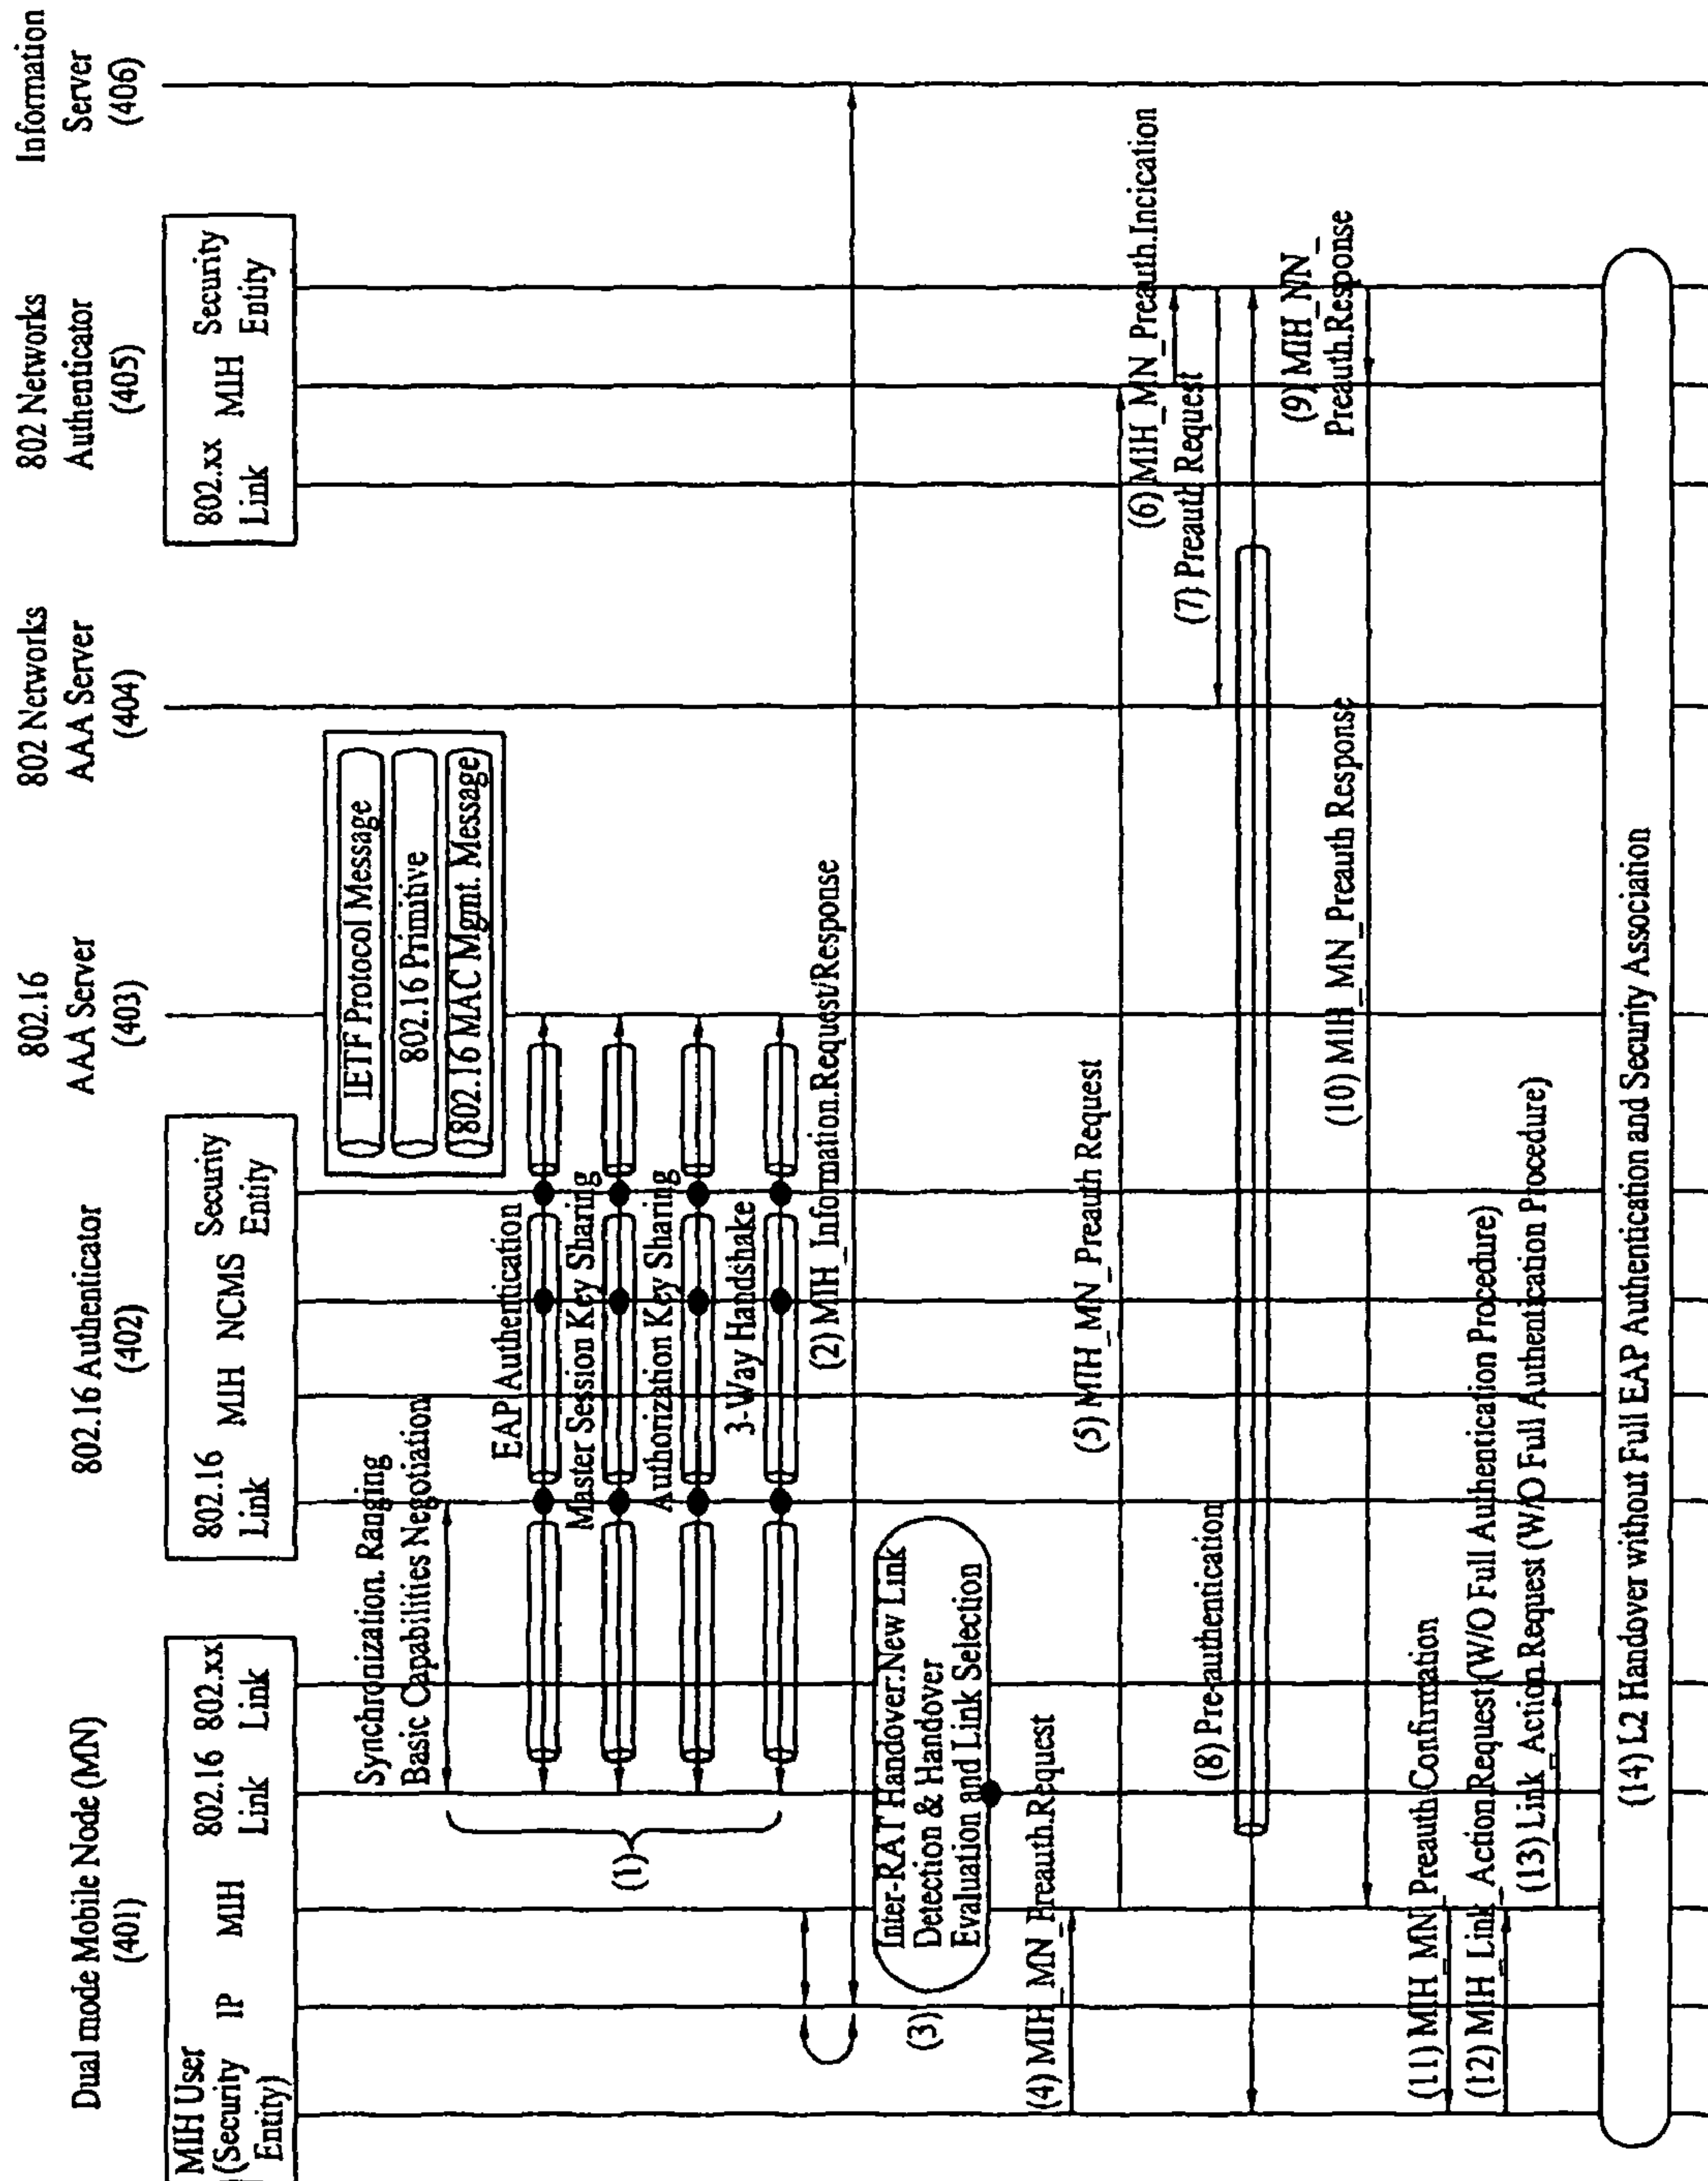 Dual mode Mobile Node (MN)
(401)
802.16 Authenticator
(402)
802.16
AAA Server
(403)
802 Networks
AAA Server
(404)
802 Networks
Authenticator
(405)
Information
Server
(406)
MIH User
(Security
Entity)
IP
MIH
802.16
Link
802.xx
Link
802.16
Link
MIH
NCMS
Security
Entity
802.xx
Link
MIH
Security
Entity
IETF Protocol Message
802.16 Primitive
802.16 MAC Mgmt. Message
Synchronization. Ranging
Basic Capabilities Negotiation
(1)
EAP Authentication
Master Session Key Sharing
Authorization Key Sharing
3-Way Handshake
(2) MIH_Information.Request/Response
(3)
Inter-RAT Handover.New Link
Detection & Handover
Evaluation and Link Selection
(4) MIH_MN_Preauth.Request
(5) MIH_MN_Preauth Request
(6) MIH_MN_Preauth.Incication
(7) Preauth Request
(8) Pre-authentication
(9) MIH_NN_
Preauth.Response
(10) MIH_MN_Preauth Response
(11) MIH_MN_Preauth Confirmation
(12) MIH_Link_Action.Request (W/O Full Authentication Procedure)
(13) Link_Action.Request (W/O Full Authentication Procedure)
(14) L2 Handover without Full EAP Authentication and Security Association